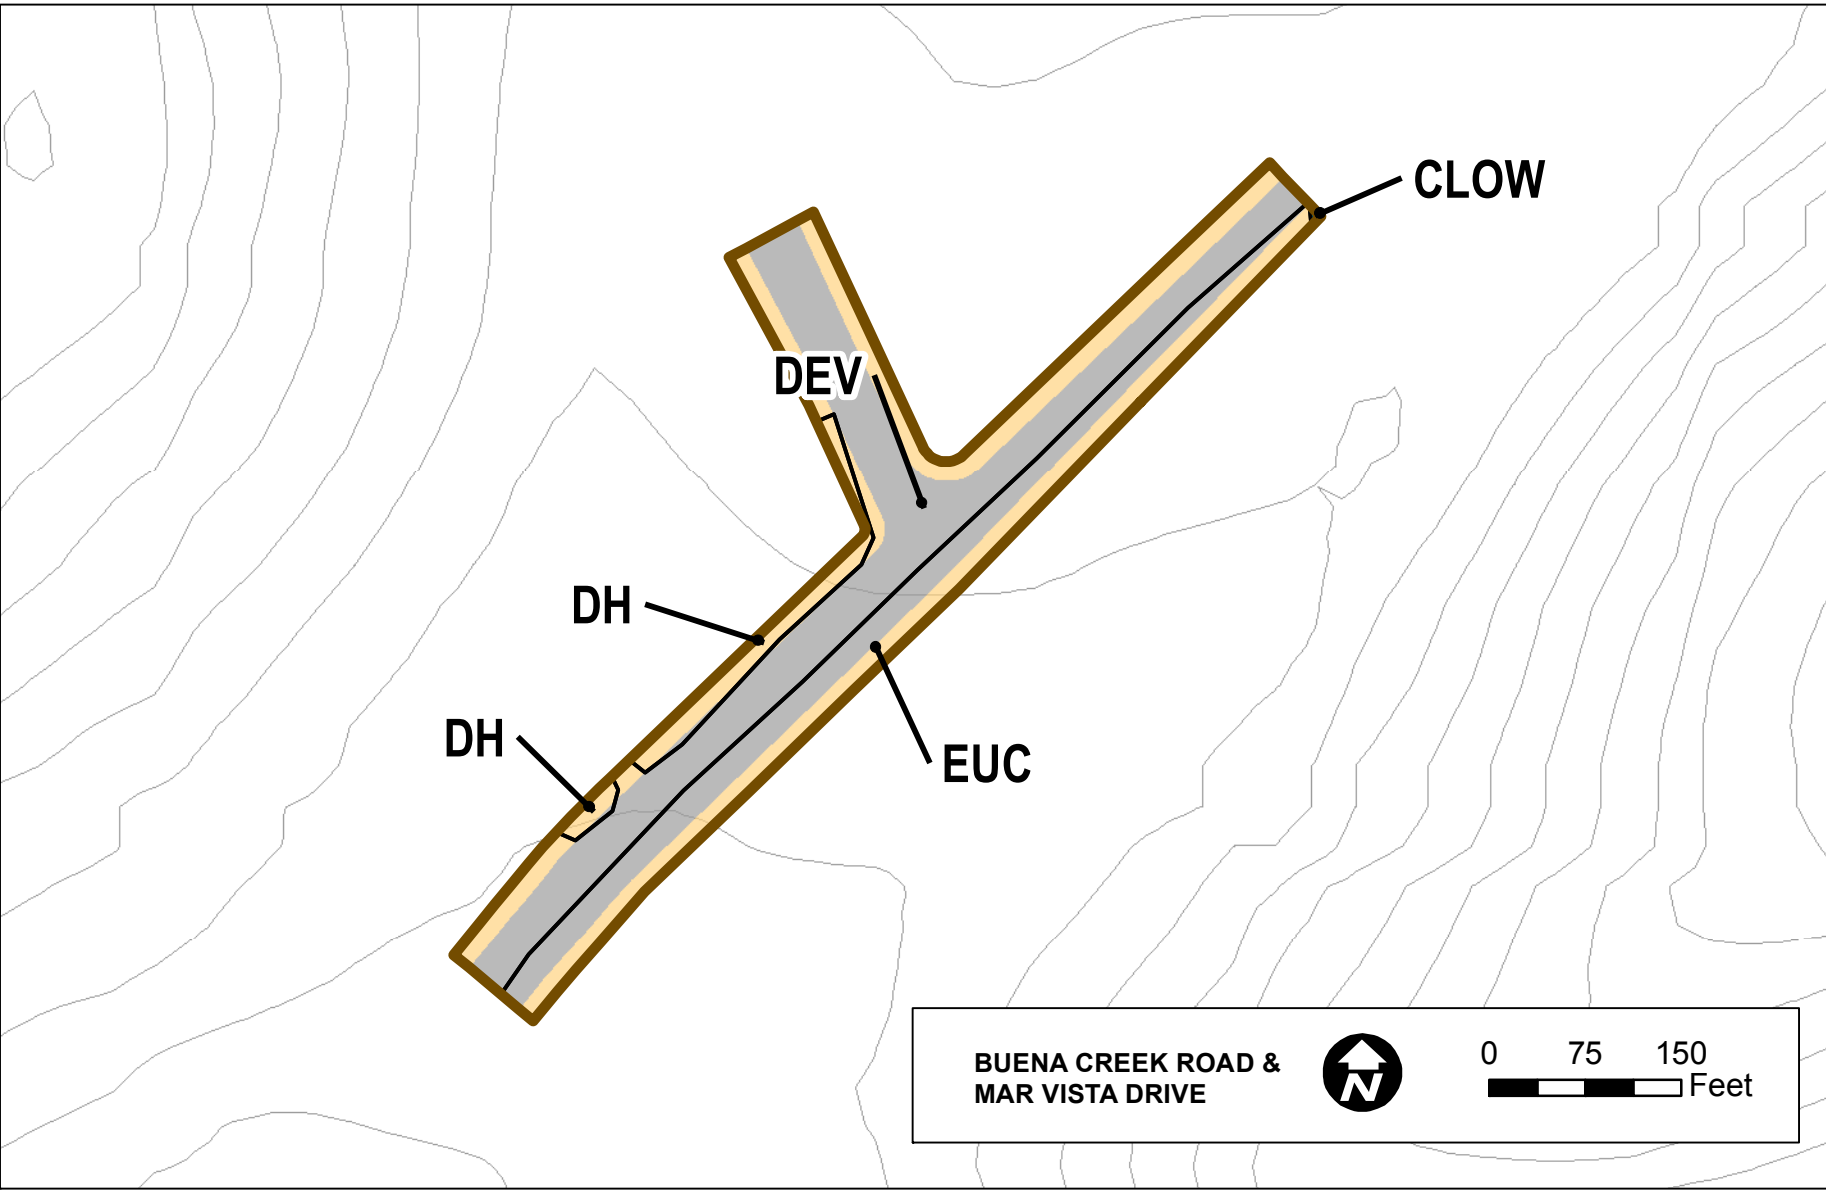 CLOW
DEV
DH
DH
EUC
BUENA CREEK ROAD &
MAR VISTA DRIVE
N
0 75 150
Feet